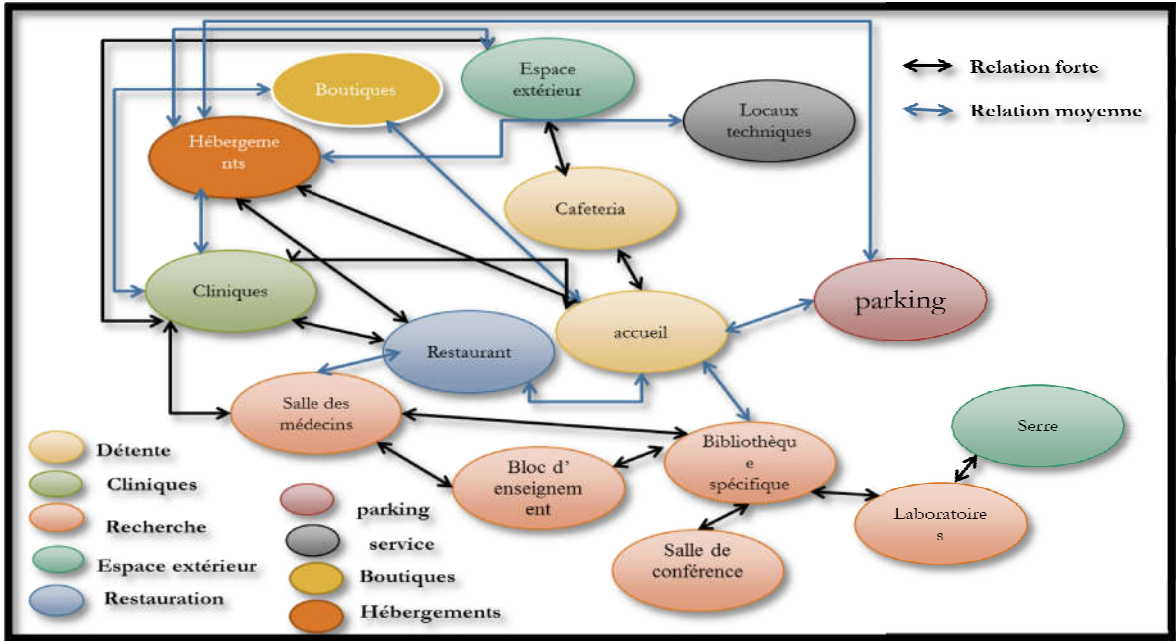 Relation forte
Relation moyenne
Espace
extérieur
Boutiques
Locaux
techniques
Hébergeme
nts
Cafeteria
Cliniques
parking
accueil
Restaurant
Salle des
médecins
Serre
Bibliothèqu
e
spécifique
Bloc d’
enseignem
ent
Laboratoire
s
Salle de
conférence
Détente
Cliniques
Recherche
Espace extérieur
Restauration
parking
service
Boutiques
Hébergements